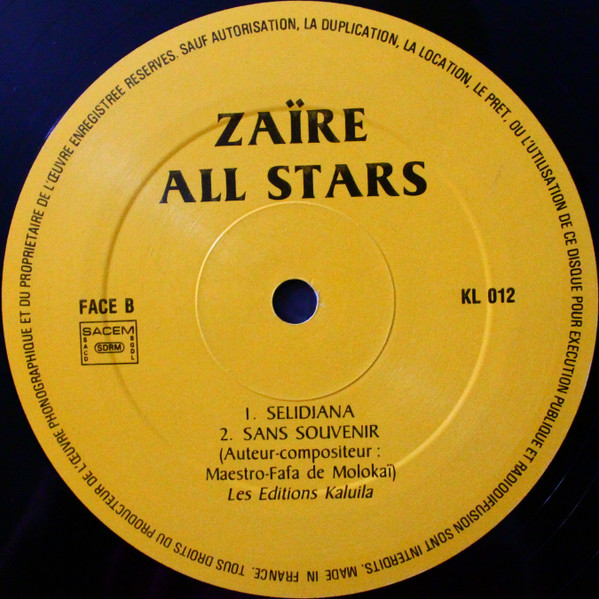 TOUS DROITS DU PRODUCTEUR DE L'ŒUVRE PHONOGRAPHIQUE ET DU PROPRIETAIRE DE L'ŒUVRE ENREGISTREE RESERVES. SAUF AUTORISATION, LA DUPLICATION, LA LOCATION, LE PRET, OU L'UTILISATION DE CE DISQUE POUR EXECUTION PUBLIQUE ET RADIODIFFUSION SONT INTERDITS. MADE IN FRANCE.
ZAÏRE
ALL STARS
FACE B
KL 012
SACEM
SACD
SDRM
SGDL
1. SELIDIANA
2. SANS SOUVENIR
(Auteur-compositeur :
Maestro-Fafa de Molokaï)
Les Editions Kaluila